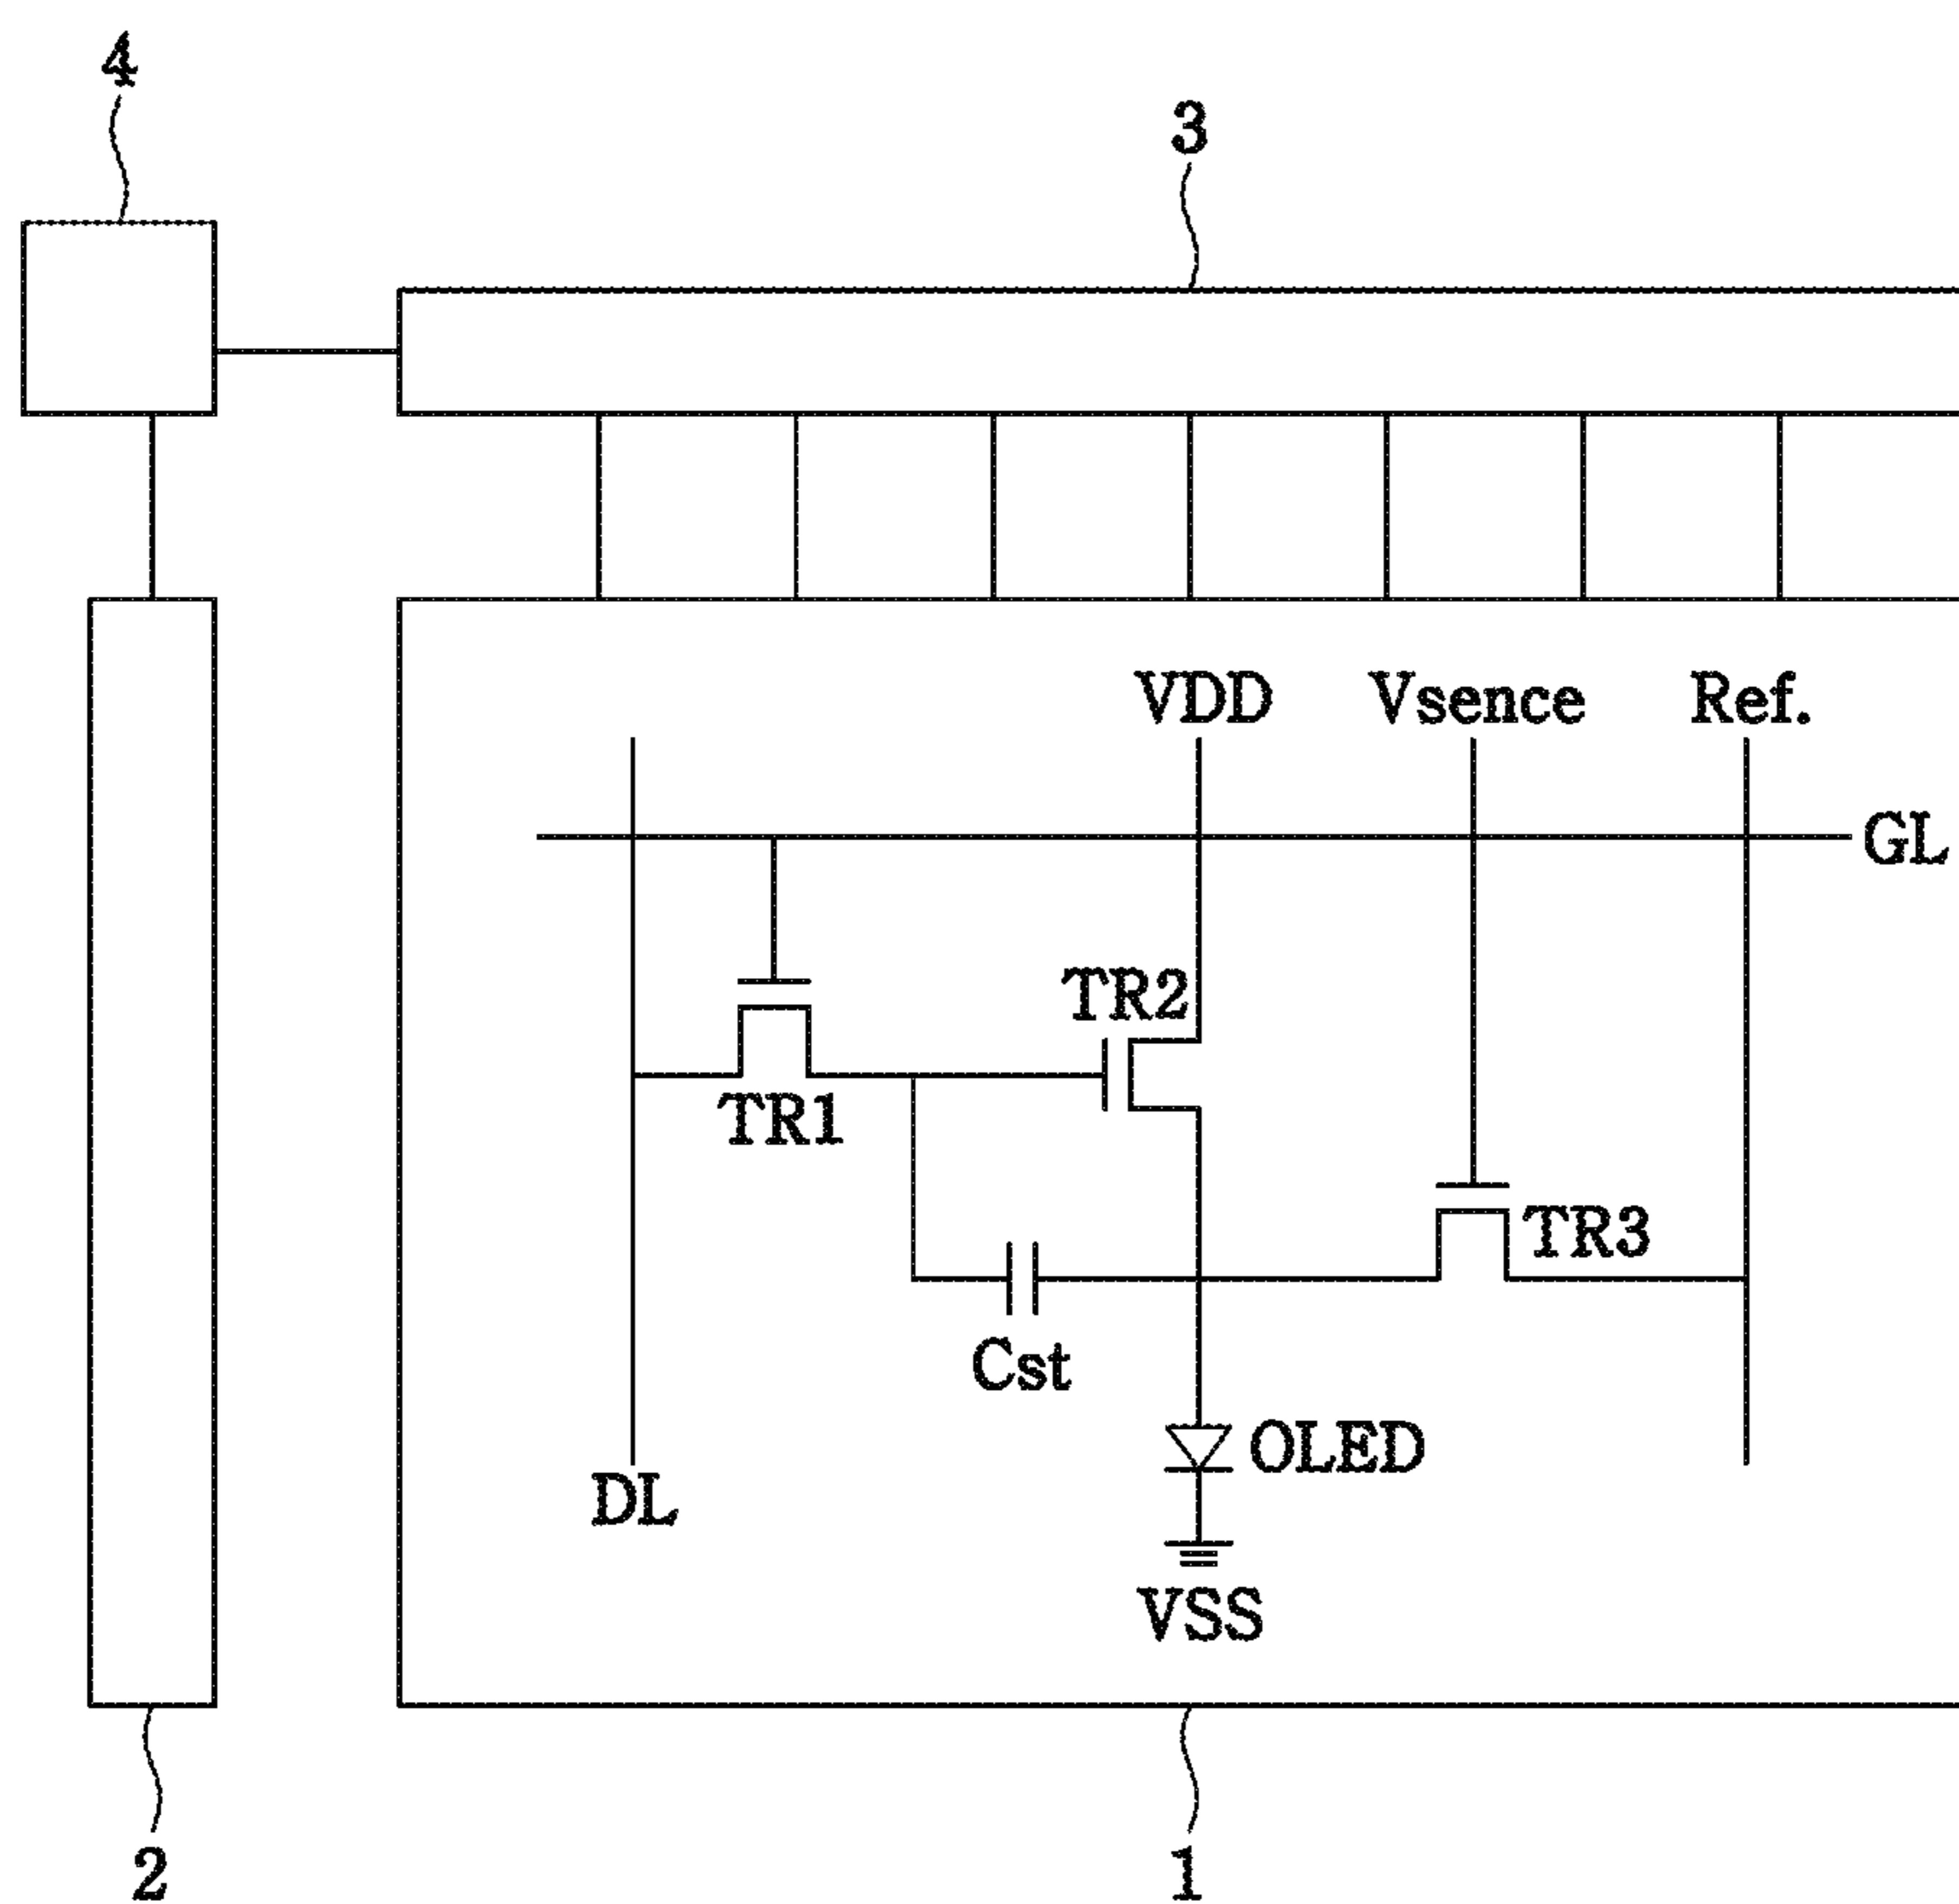 4
3
VDD Vsence Ref.
GL
TR2
TR1
TR3
Cst
OLED
DL
VSS
2
1